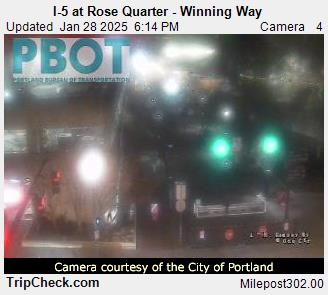 I-5 at Rose Quarter - Winning Way
Updated Jan 28 2025 6:14 PM Camera 4
PBOT
PORTLAND BUREAU OF TRANSPORTATION
Camera courtesy of the City of Portland
TripCheck.com Milepost302.00